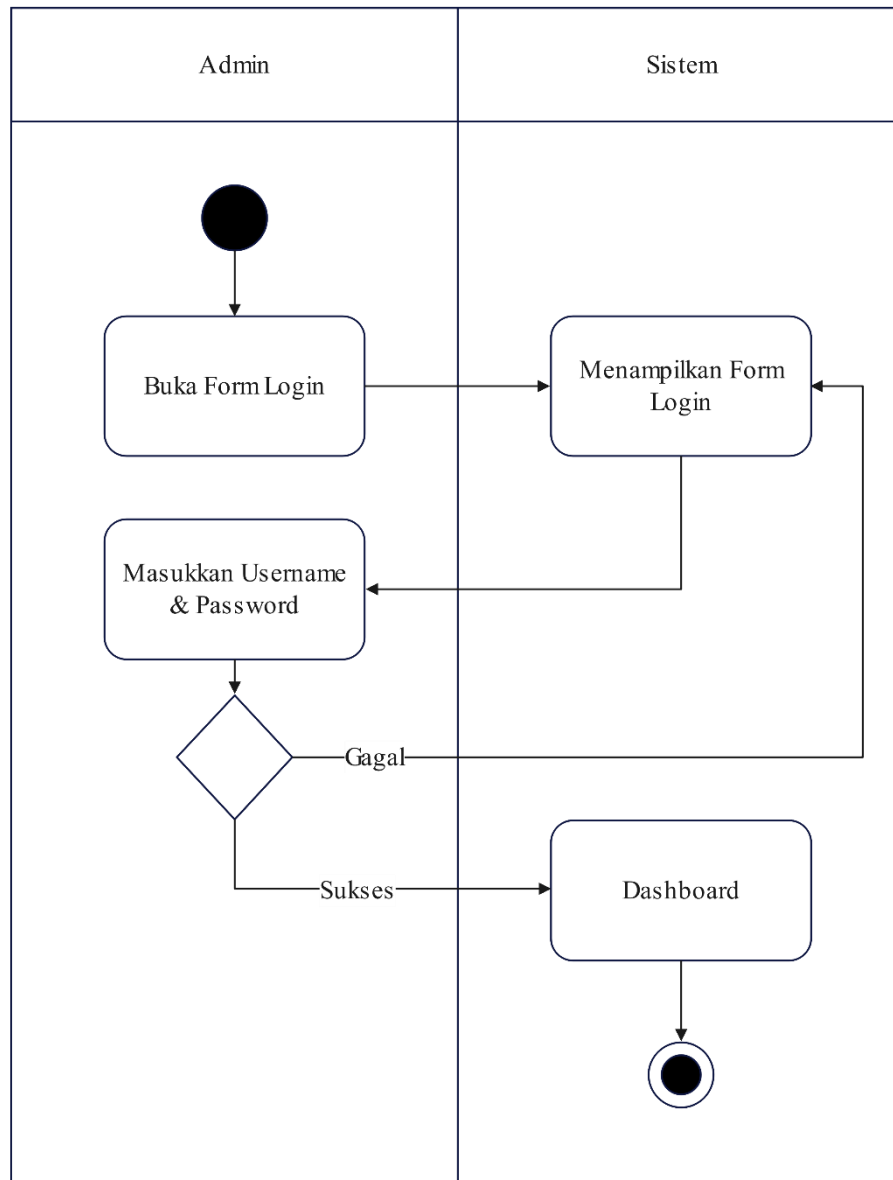 Admin
Sistem
Buka Form Login
Menampilkan Form
Login
Masukkan Username
& Password
Gagal
Sukses
Dashboard